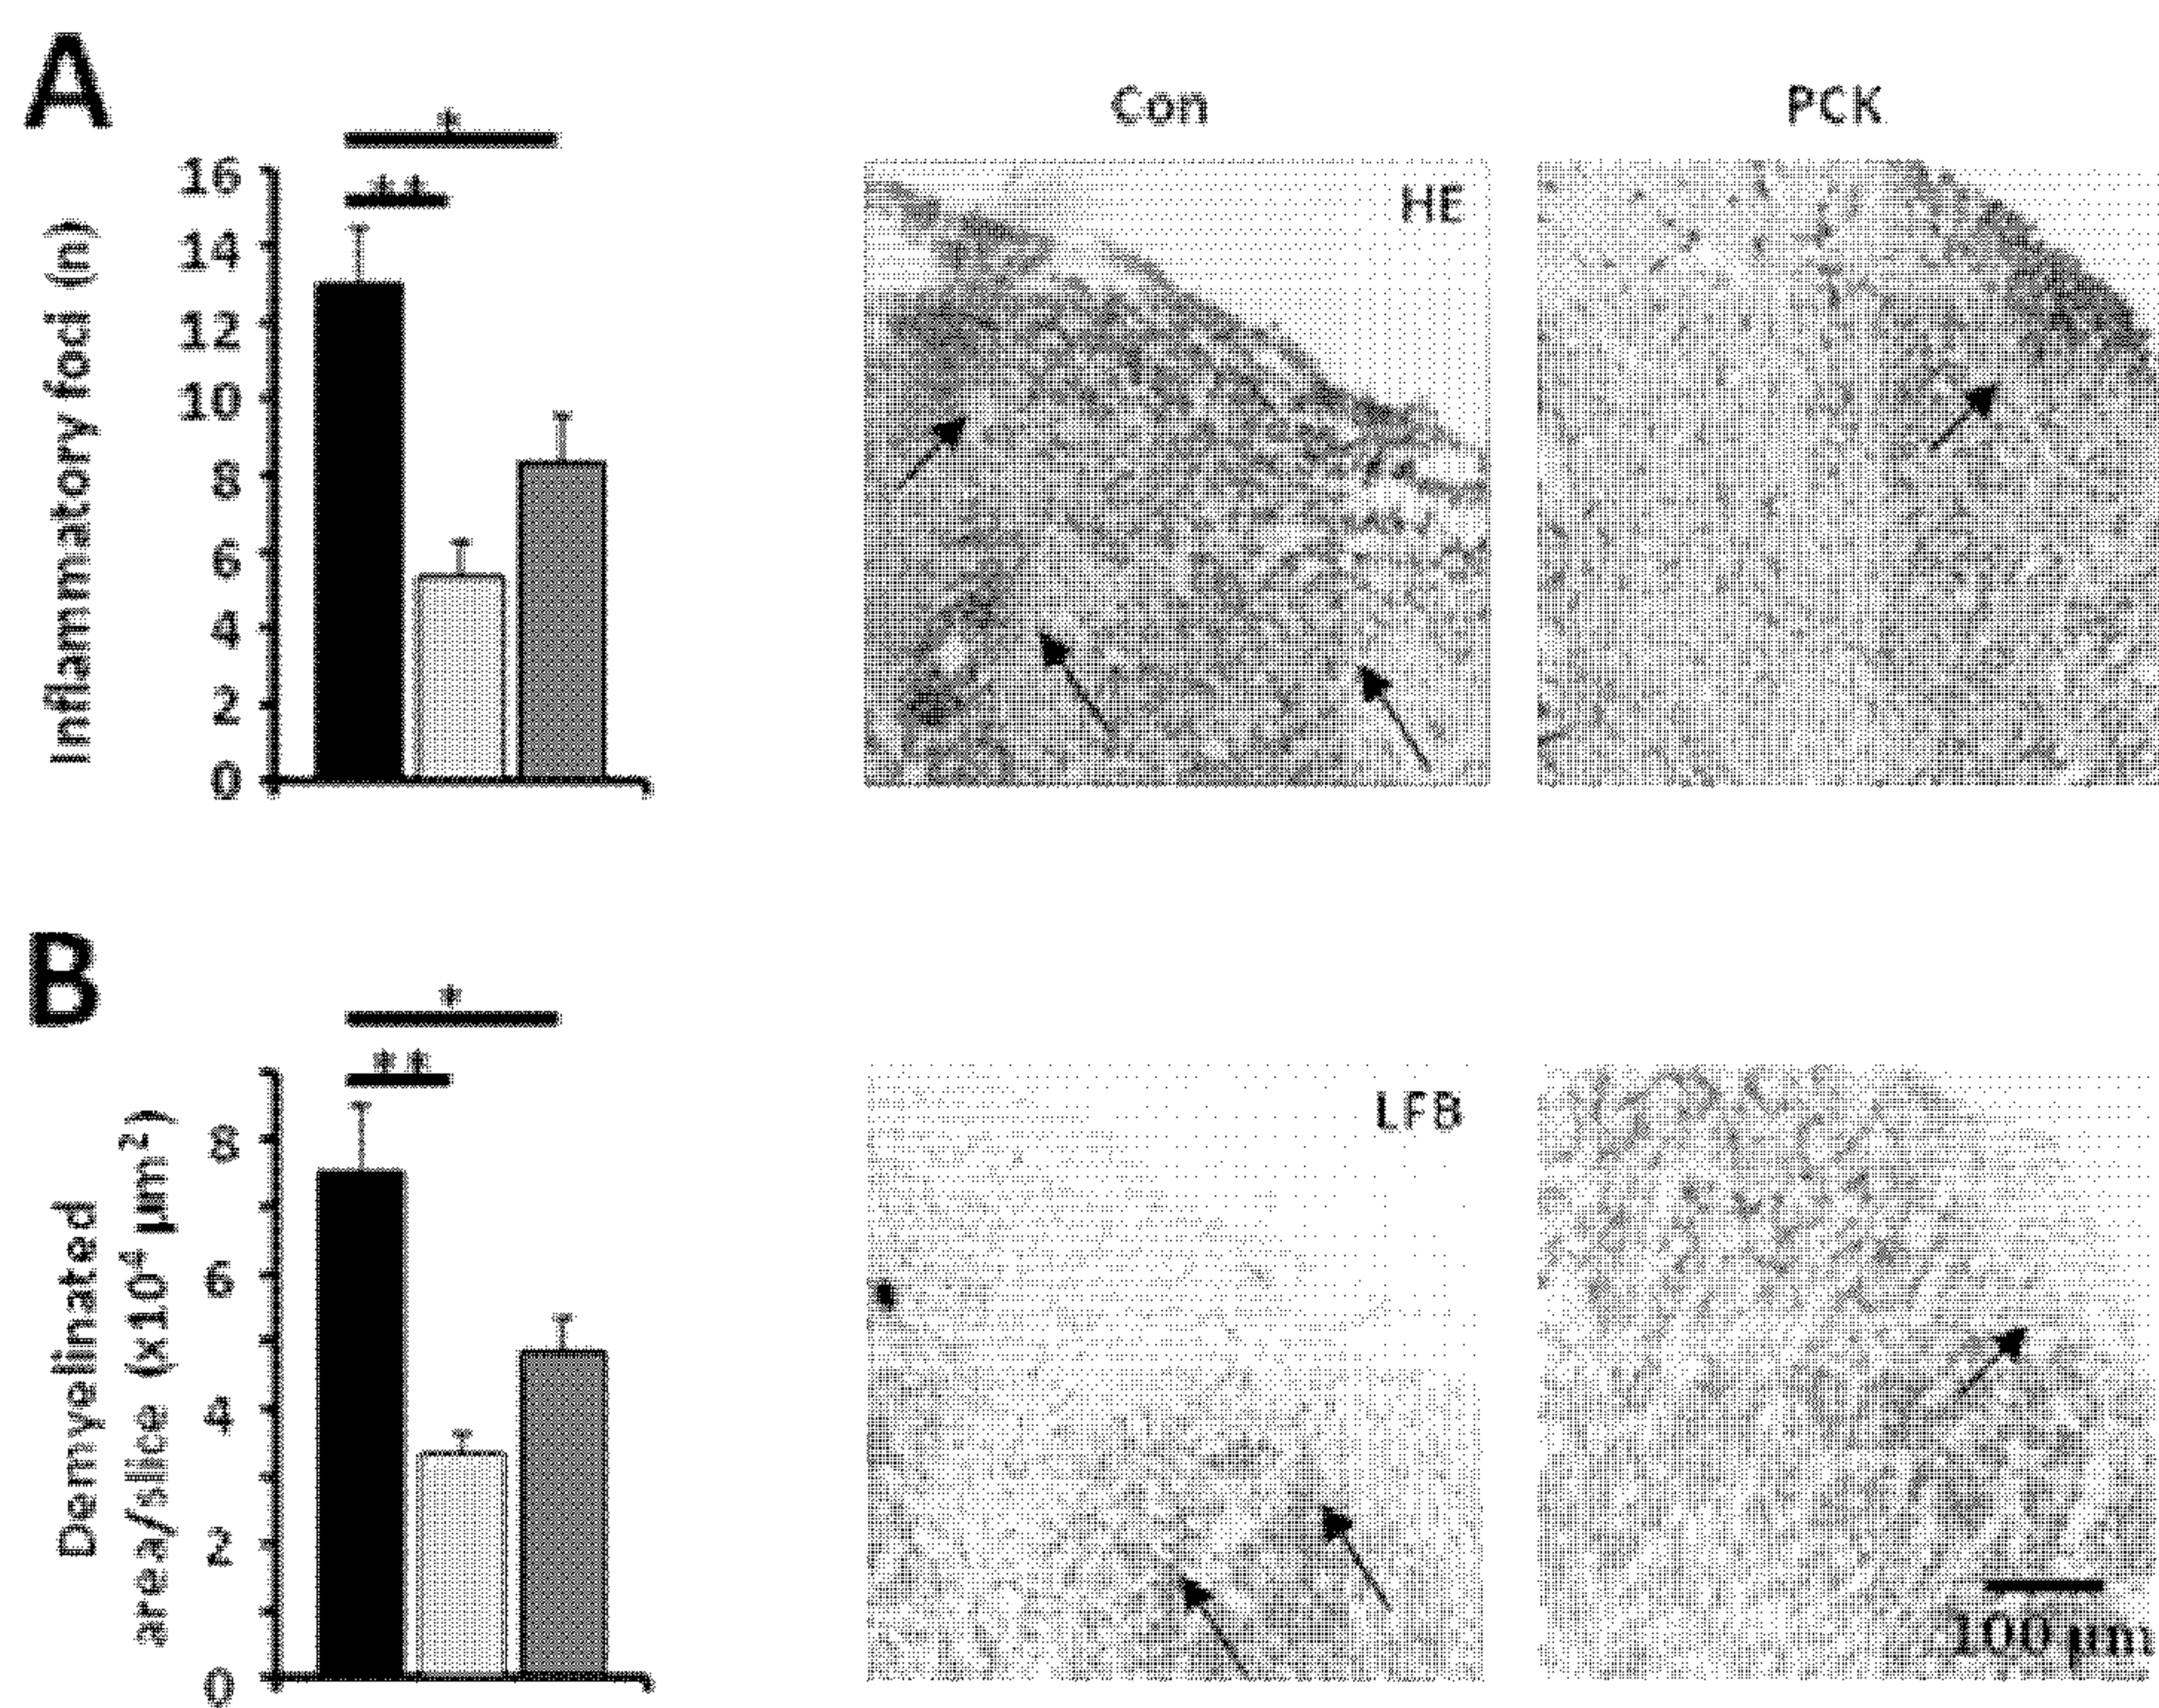 A
Con
PCK
*
**
16
14
12
10
8
6
4
2
0
Inflammatory foci (n)
HE
B
*
**
8
6
4
2
0
Demyelinated
area/slice (x10⁴ µm²)
LFB
100 µm